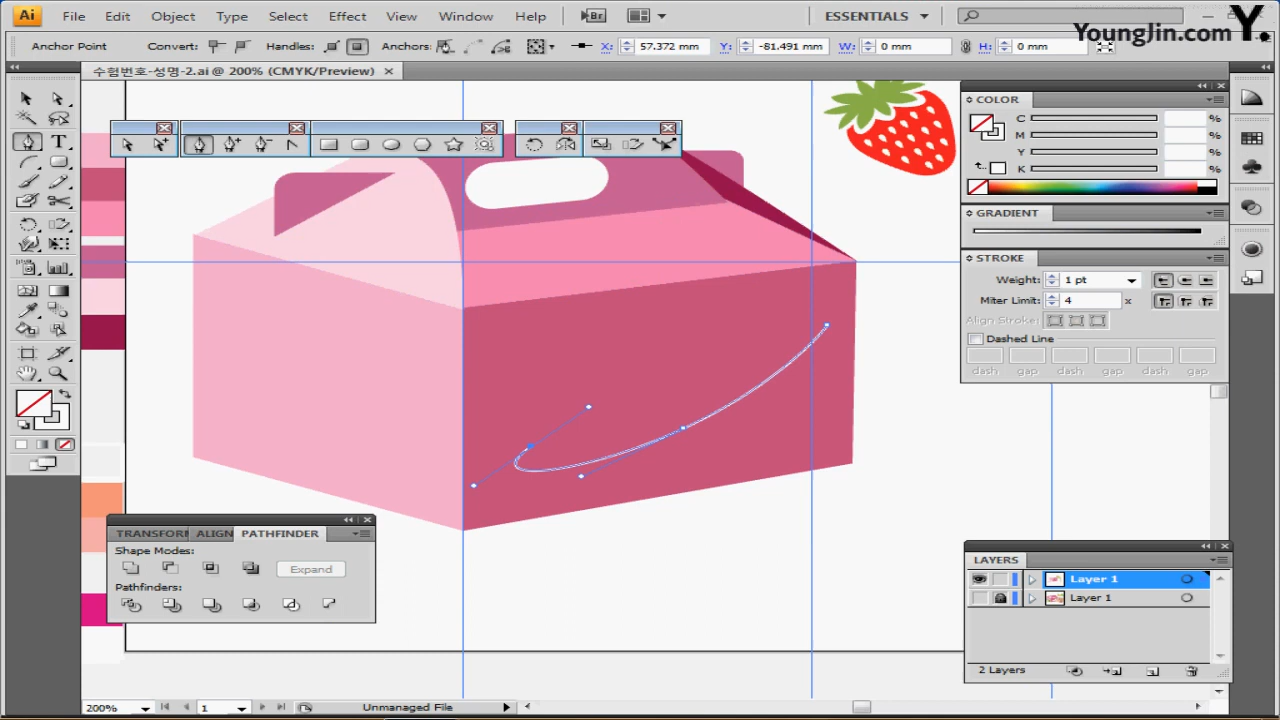 Ai File Edit Object Type Select Effect View Window Help Br ESSENTIALS
YoungJin.com Y.
Anchor Point Convert: Handles: Anchors: X: 57.372 mm Y: -81.491 mm W: 0 mm H: 0 mm
수험번호-성명-2.ai @ 200% (CMYK/Preview)
COLOR
C %
M %
Y %
K %
GRADIENT
STROKE
Weight: 1 pt
Miter Limit: 4 x
Align Stroke:
Dashed Line
dash gap dash gap dash gap
TRANSFORM ALIGN PATHFINDER
Shape Modes:
Expand
Pathfinders:
LAYERS
Layer 1
Layer 1
2 Layers
200% 1 Unmanaged File